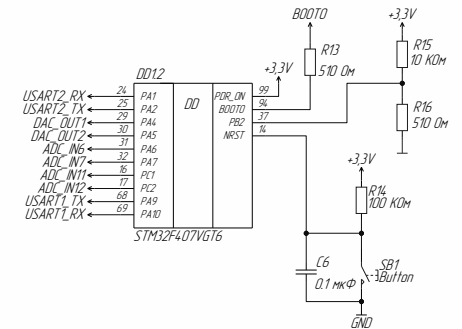 BOOT0
+3,3V
R13
510 Ом
R15
10 КОм
+3,3V
DD1.2
USART2_RX 24 PA1 DD PDR_ON 99
USART2_TX 25 PA2 BOOT0 94
DAC_OUT1 29 PA4 PB2 37
DAC_OUT2 30 PA5 NRST 14
ADC_IN6 31 PA6
ADC_IN7 32 PA7
ADC_IN11 16 PC1
ADC_IN12 17 PC2
USART1_TX 68 PA9
USART1_RX 69 PA10
STM32F407VGT6
R16
510 Ом
+3,3V
R14
100 КОм
C6
0.1 мкФ
SB1
Button
GND